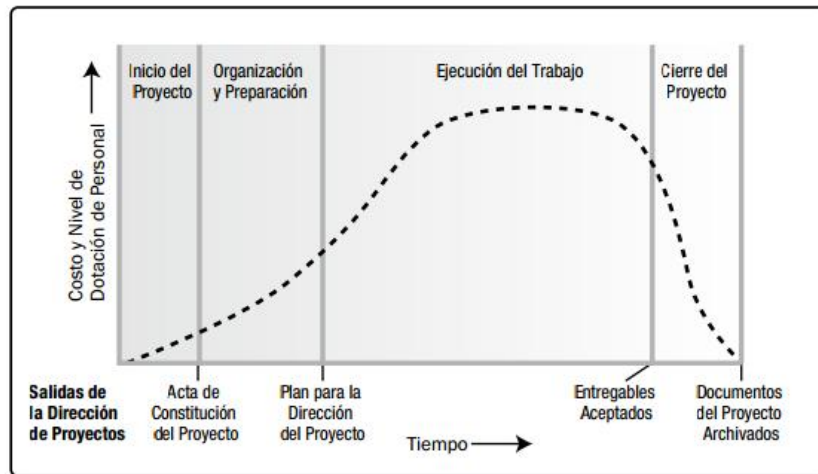 Inicio del
Proyecto
Organización
y Preparación
Ejecución del Trabajo
Cierre del
Proyecto
Costo y Nivel de
Dotación de Personal
Salidas de
la Dirección
de Proyectos
Acta de
Constitución
del Proyecto
Plan para la
Dirección
del Proyecto
Entregables
Aceptados
Documentos
del Proyecto
Archivados
Tiempo